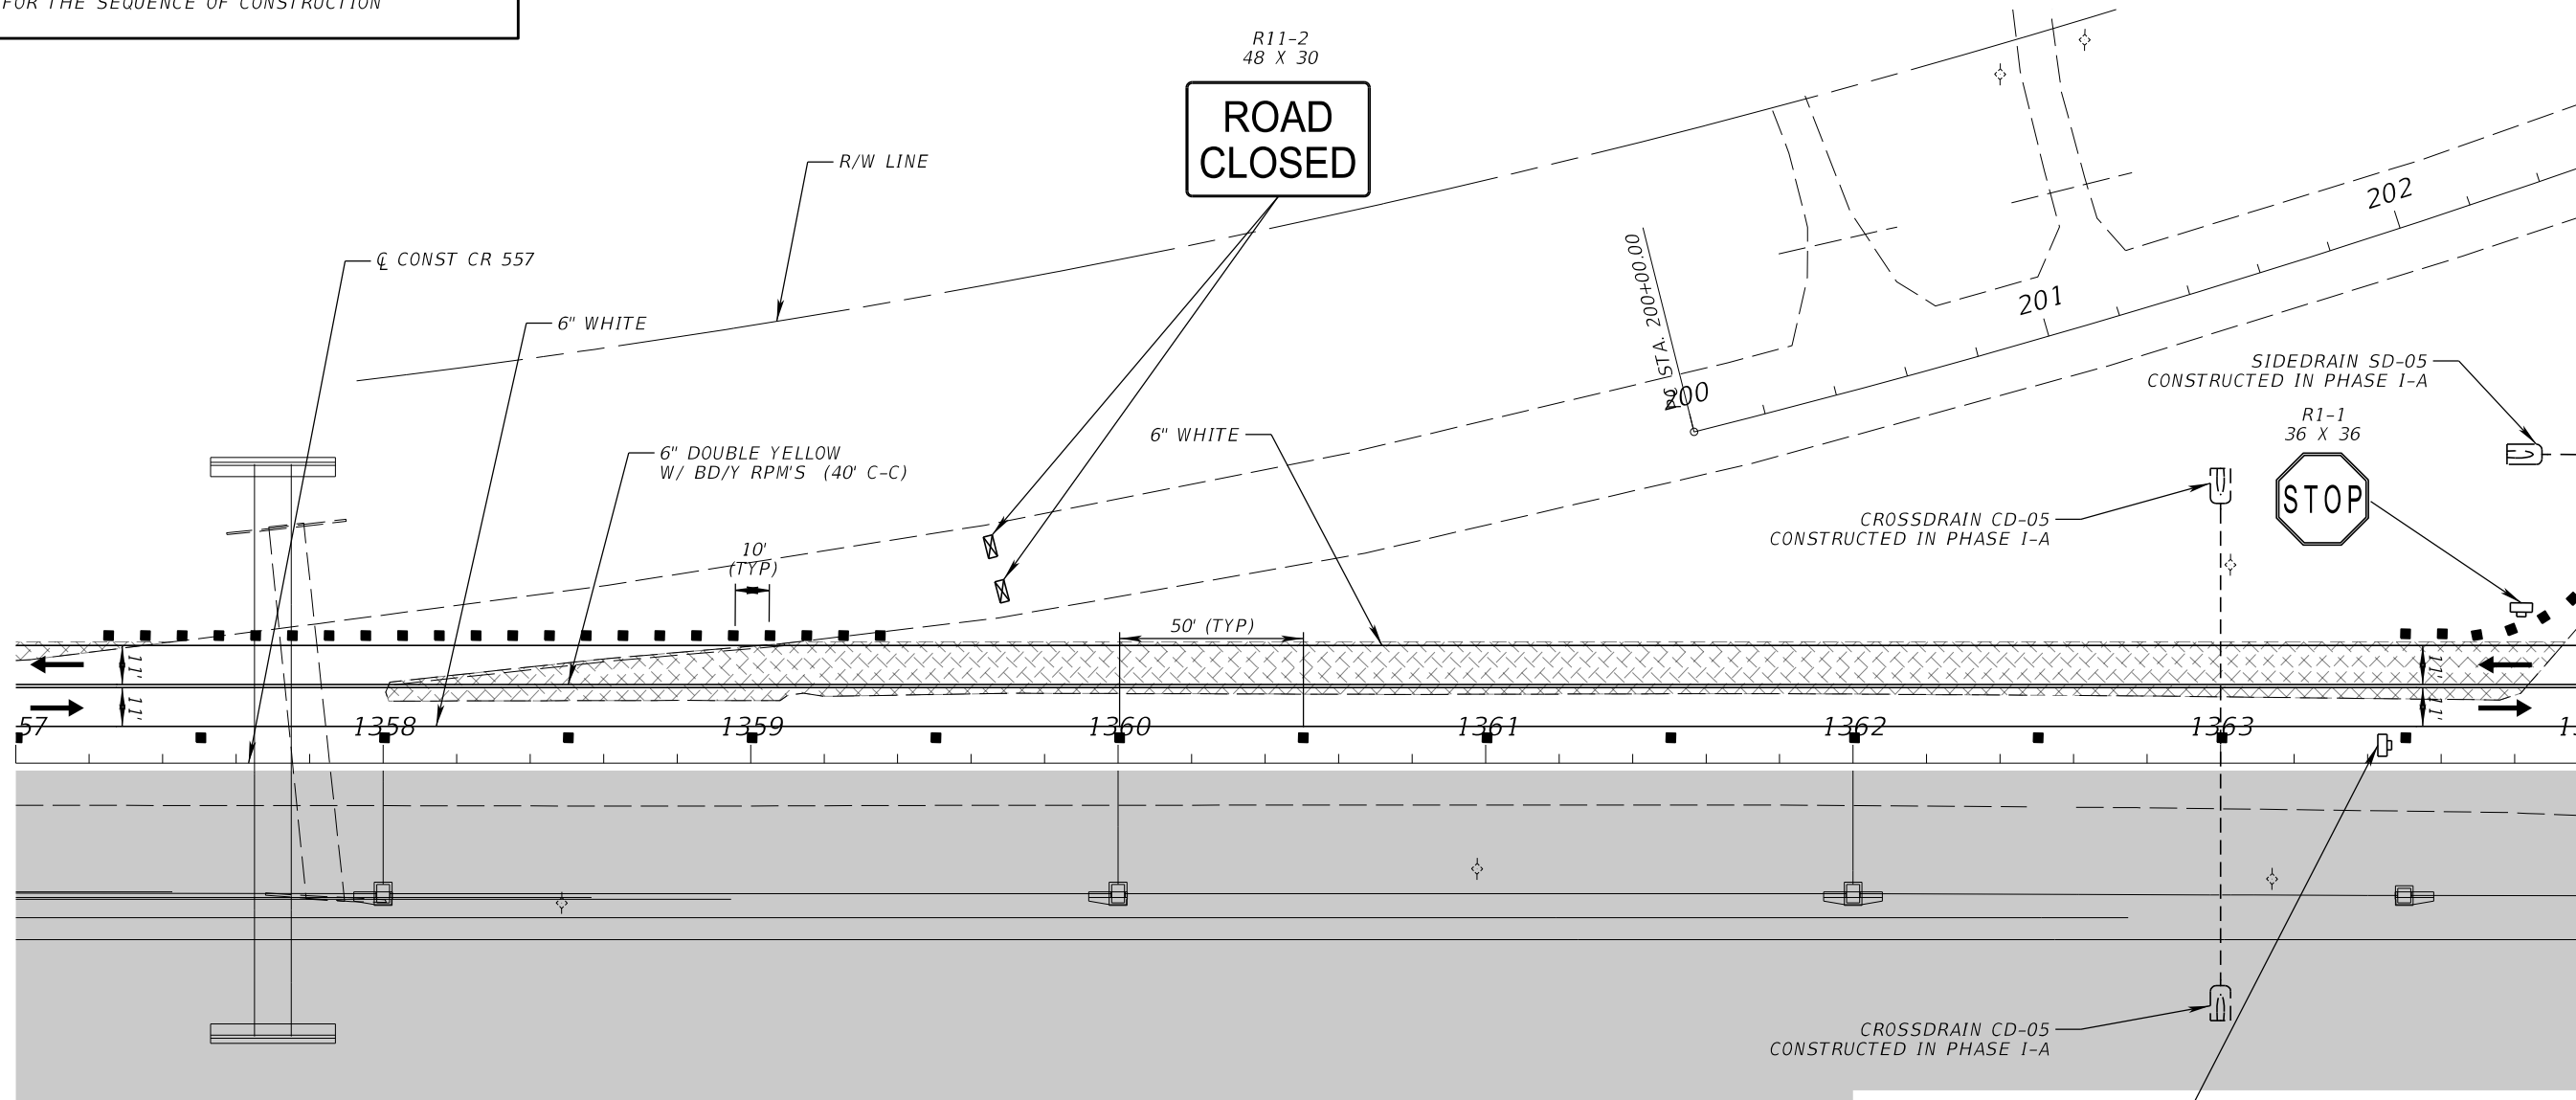 FOR THE SEQUENCE OF CONSTRUCTION
R11-2
48 X 30
ROAD
CLOSED
R/W LINE
℄ CONST CR 557
6" WHITE
6" DOUBLE YELLOW
W/ BD/Y RPM'S (40' C-C)
10'
(TYP)
6" WHITE
50' (TYP)
PC STA. 200+00.00
200
201
202
SIDEDRAIN SD-05
CONSTRUCTED IN PHASE I-A
R1-1
36 X 36
STOP
CROSSDRAIN CD-05
CONSTRUCTED IN PHASE I-A
11'
11'
11'
11'
57
1358
1359
1360
1361
1362
1363
CROSSDRAIN CD-05
CONSTRUCTED IN PHASE I-A